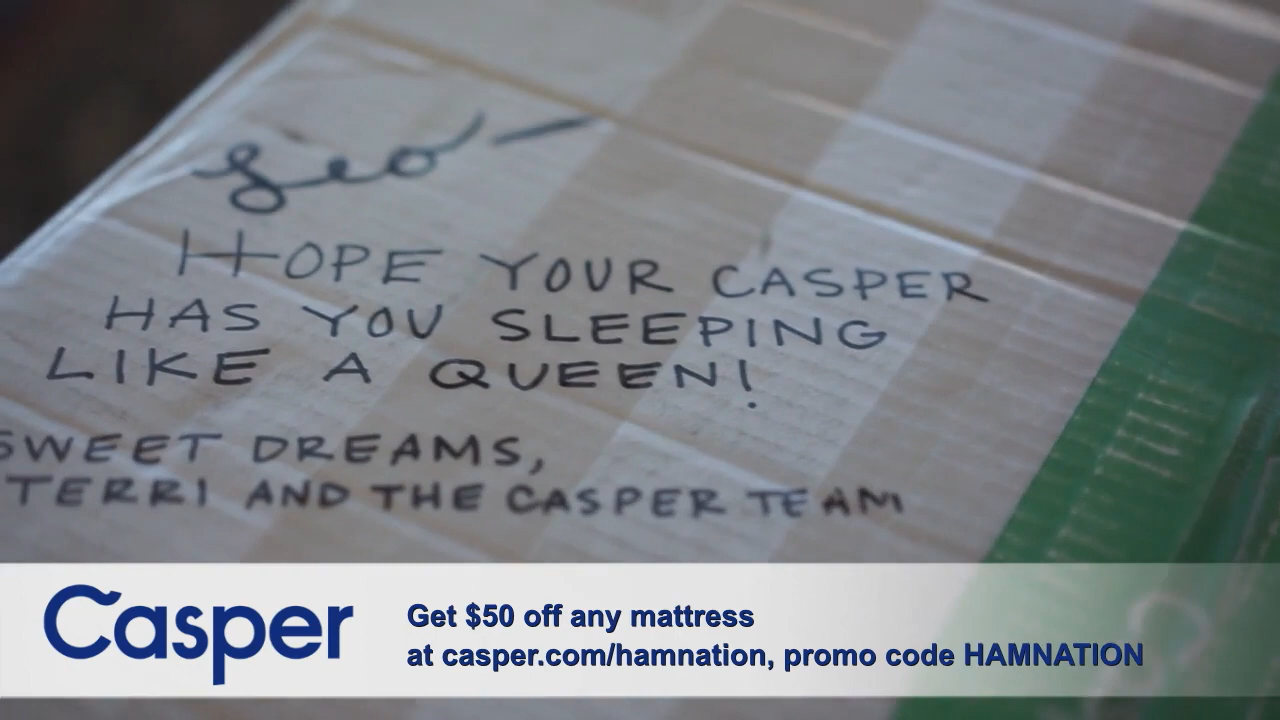 Leo –
HOPE YOUR CASPER
HAS YOU SLEEPING
LIKE A QUEEN!
SWEET DREAMS,
TERRI AND THE CASPER TEAM
Casper
Get $50 off any mattress
at casper.com/hamnation, promo code HAMNATION